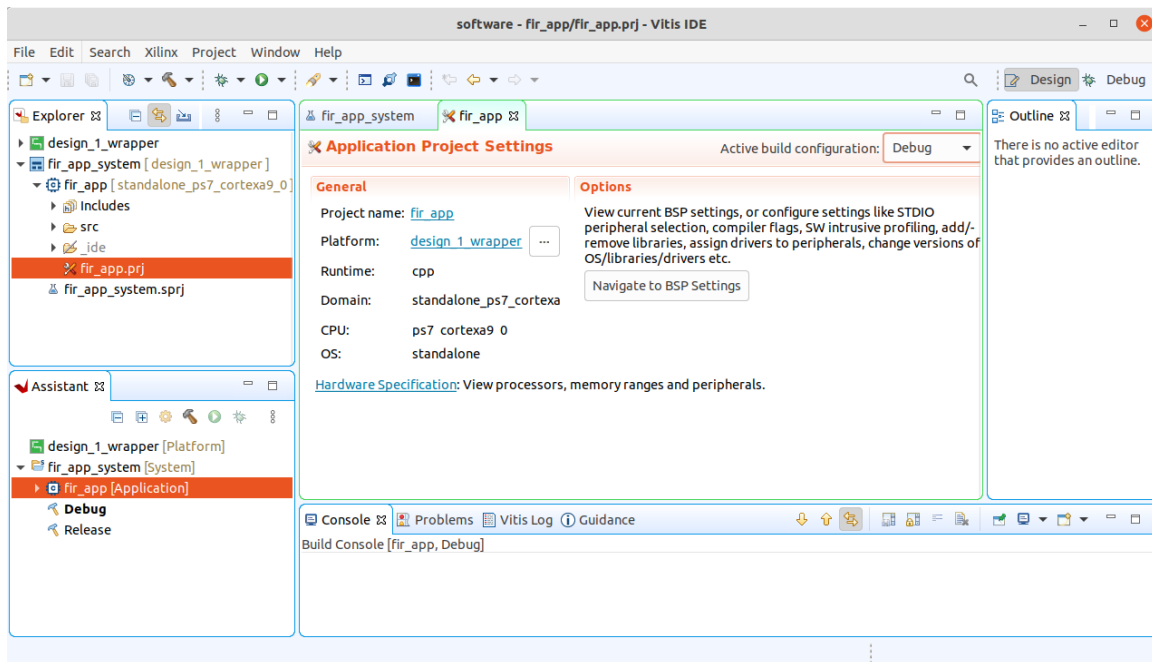 software - fir_app/fir_app.prj - Vitis IDE
File Edit Search Xilinx Project Window Help
Design
Debug
Explorer
design_1_wrapper
fir_app_system [ design_1_wrapper ]
fir_app [ standalone_ps7_cortexa9_0 ]
Includes
src
_ide
fir_app.prj
fir_app_system.sprj
Assistant
design_1_wrapper [Platform]
fir_app_system [System]
fir_app [Application]
Debug
Release
fir_app_system
fir_app
Application Project Settings
Active build configuration: Debug
General
Project name: fir_app
Platform: design_1_wrapper ...
Runtime: cpp
Domain: standalone_ps7_cortexa
CPU: ps7_cortexa9_0
OS: standalone
Hardware Specification: View processors, memory ranges and peripherals.
Options
View current BSP settings, or configure settings like STDIO
peripheral selection, compiler flags, SW intrusive profiling, add/-
remove libraries, assign drivers to peripherals, change versions of
OS/libraries/drivers etc.
Navigate to BSP Settings
Outline
There is no active editor
that provides an outline.
Console Problems Vitis Log Guidance
Build Console [fir_app, Debug]